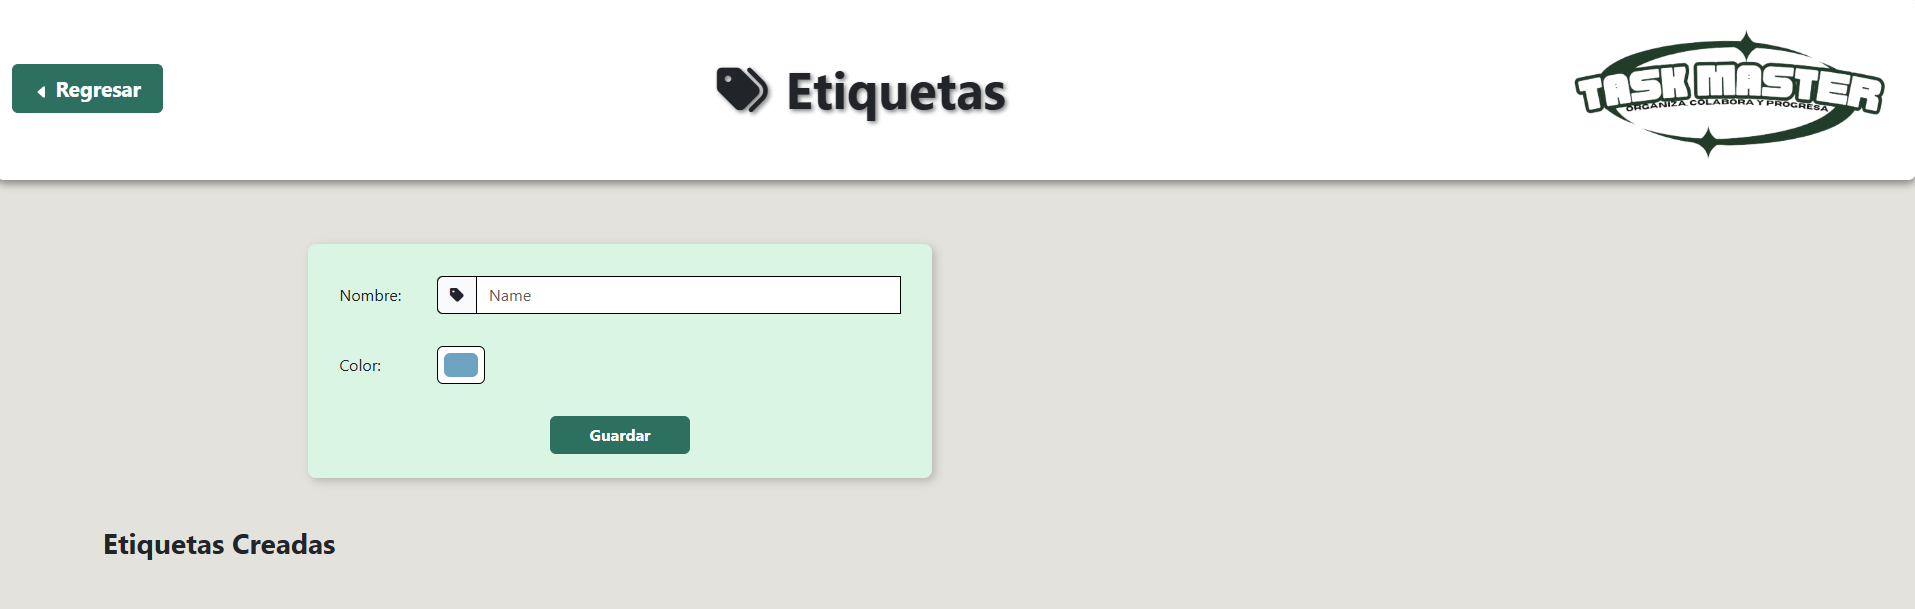 Regresar
Etiquetas
TASK MASTER
ORGANIZA, COLABORA Y PROGRESA
Nombre:
Name
Color:
Guardar
Etiquetas Creadas